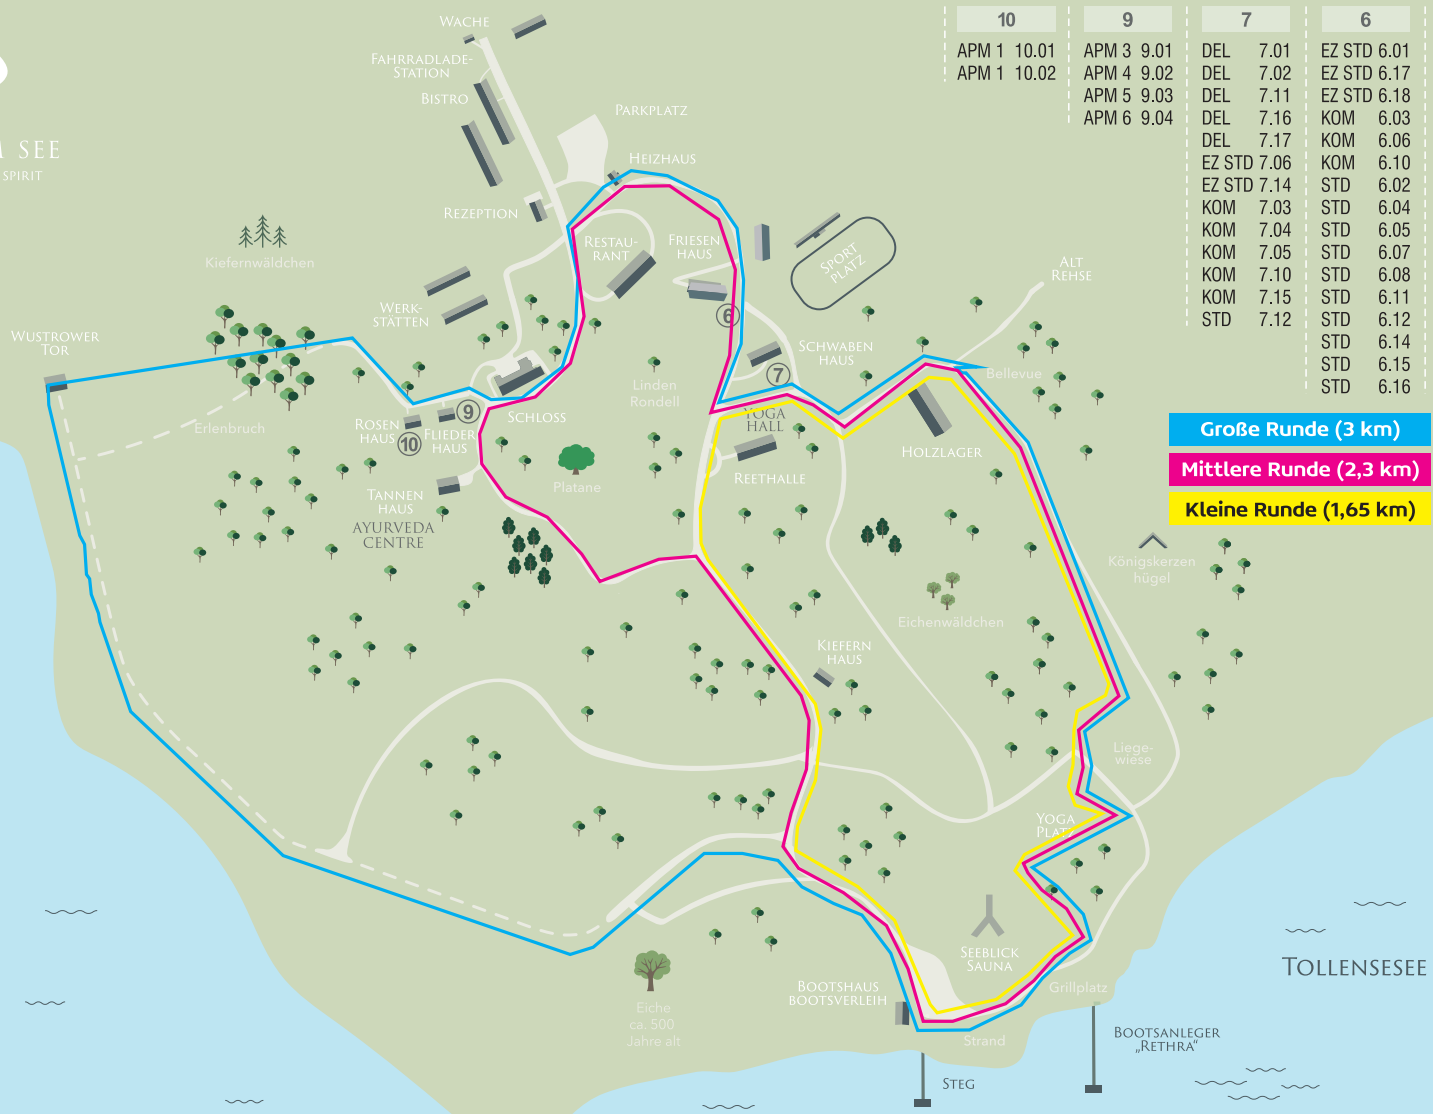 SEE
SPIRIT
WACHE
FAHRRADLADE-
STATION
BISTRO
PARKPLATZ
HEIZHAUS
REZEPTION
RESTAU-
RANT
FRIESEN
HAUS
SPORT
PLATZ
ALT
REHSE
Kiefernwäldchen
WERK-
STÄTTEN
WUSTROWER
TOR
6
SCHWABEN
HAUS
7
Bellevue
Linden
Rondell
Erlenbruch
ROSEN
HAUS
10
9
FLIEDER
HAUS
SCHLOSS
YOGA
HALL
REETHALLE
HOLZLAGER
Platane
TANNEN
HAUS
AYURVEDA
CENTRE
Königskerzen
hügel
Eichenwäldchen
KIEFERN
HAUS
Liege-
wiese
YOGA
PLATZ
SEEBLICK
SAUNA
BOOTSHAUS
BOOTSVERLEIH
Grillplatz
Strand
Eiche
ca. 500
Jahre alt
TOLLENSESEE
BOOTSANLEGER
„RETHRA“
STEG
10
APM 1 10.01
APM 1 10.02
9
APM 3 9.01
APM 4 9.02
APM 5 9.03
APM 6 9.04
7
DEL 7.01
DEL 7.02
DEL 7.11
DEL 7.16
DEL 7.17
EZ STD 7.06
EZ STD 7.14
KOM 7.03
KOM 7.04
KOM 7.05
KOM 7.10
KOM 7.15
STD 7.12
6
EZ STD 6.01
EZ STD 6.17
EZ STD 6.18
KOM 6.03
KOM 6.06
KOM 6.10
STD 6.02
STD 6.04
STD 6.05
STD 6.07
STD 6.08
STD 6.11
STD 6.12
STD 6.14
STD 6.15
STD 6.16
Große Runde (3 km)
Mittlere Runde (2,3 km)
Kleine Runde (1,65 km)